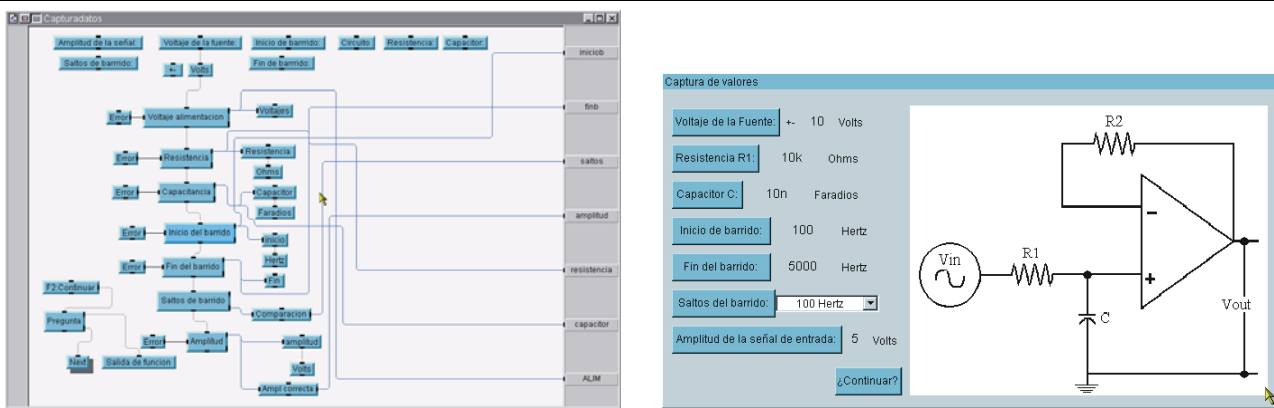 Capturadatos
Amplitud de la señal:
Voltaje de la fuente:
Inicio de barrrido:
Circuito
Resistencia:
Capacitor:
Saltos de barrrido:
+-
Volts
Fin de barrrido:
iniciob
finb
saltos
amplitud
resistencia
capacitor
ALIM
Error
Voltaje alimentacion
Voltajes
Error
Resistencia
Resistencia
Ohms
Error
Capacitancia
Capacitor
Faradios
Error
Inicio del barrido
inicio
Hertz
Error
Fin del barrido
Fin
F2:Continuar
Saltos de barrido
Comparacion
Pregunta
Error
Amplitud
amplitud
Next
Salida de funcion
Volts
Ampl correcta
Captura de valores
Voltaje de la Fuente: +- 10 Volts
Resistencia R1: 10k Ohms
Capacitor C: 10n Faradios
Inicio de barrido: 100 Hertz
Fin del barrido: 5000 Hertz
Saltos del barrido: 100 Hertz
Amplitud de la señal de entrada: 5 Volts
¿Continuar?
R2
Vin
R1
C
Vout
-
+